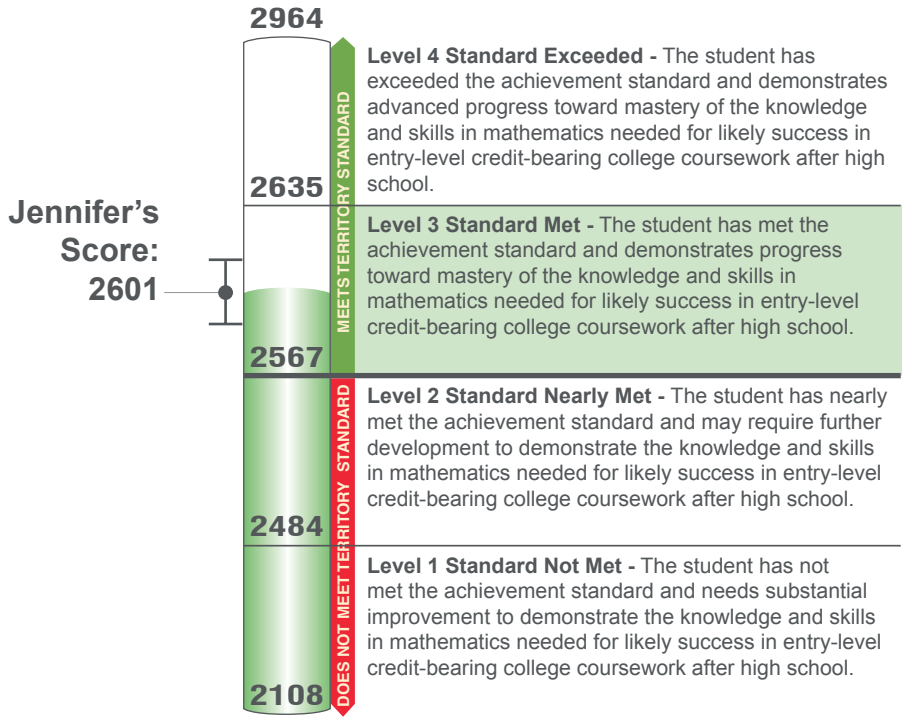 2964
Level 4 Standard Exceeded - The student has
exceeded the achievement standard and demonstrates
advanced progress toward mastery of the knowledge
and skills in mathematics needed for likely success in
entry-level credit-bearing college coursework after high
school.
MEETS TERRITORY STANDARD
2635
Jennifer's
Score:
2601
Level 3 Standard Met - The student has met the
achievement standard and demonstrates progress
toward mastery of the knowledge and skills in
mathematics needed for likely success in entry-level
credit-bearing college coursework after high school.
2567
Level 2 Standard Nearly Met - The student has nearly
met the achievement standard and may require further
development to demonstrate the knowledge and skills
in mathematics needed for likely success in entry-level
credit-bearing college coursework after high school.
DOES NOT MEET TERRITORY STANDARD
2484
Level 1 Standard Not Met - The student has not
met the achievement standard and needs substantial
improvement to demonstrate the knowledge and skills
in mathematics needed for likely success in entry-level
credit-bearing college coursework after high school.
2108